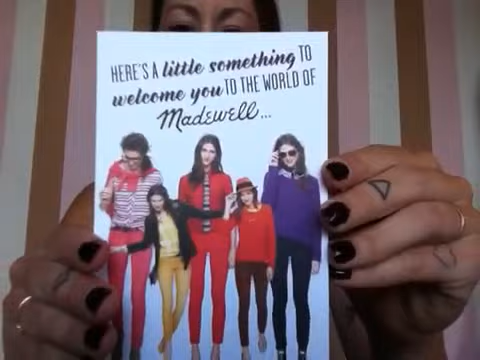 HERE'S A little something TO
welcome you TO THE WORLD OF
Madewell...